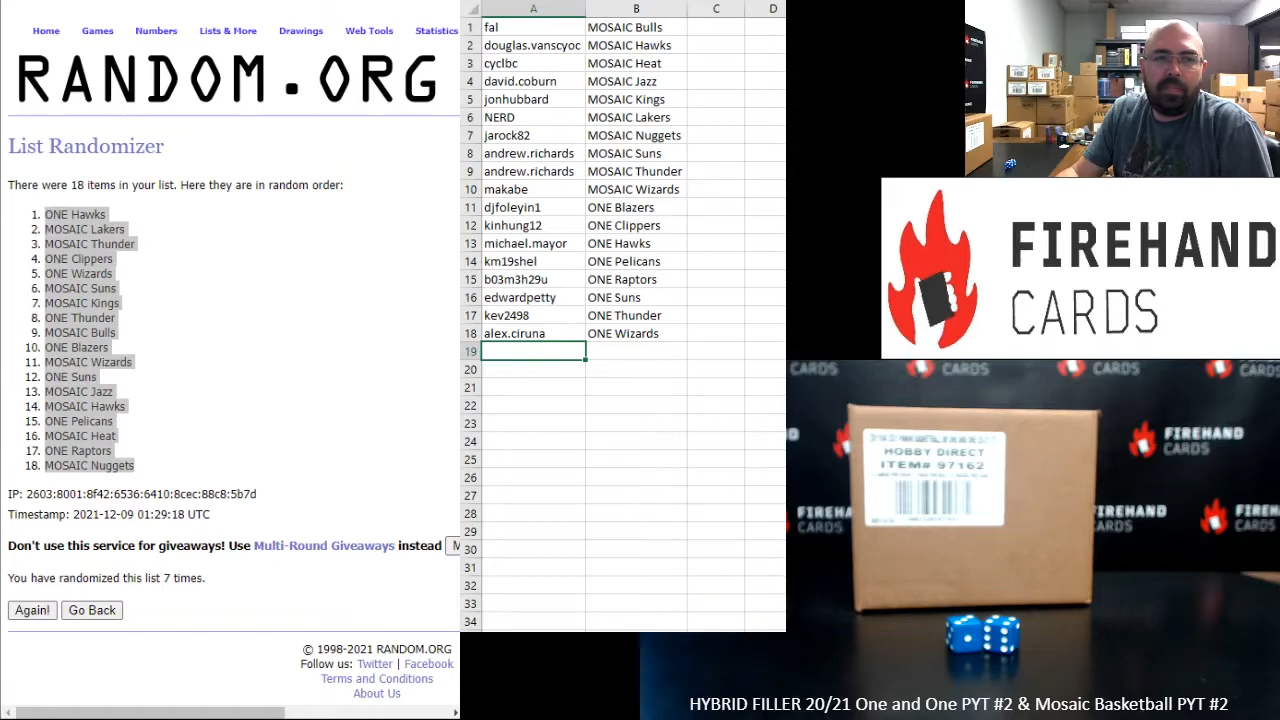 Home Games Numbers Lists & More Drawings Web Tools Statistics
RANDOM.ORG
List Randomizer
There were 18 items in your list. Here they are in random order:
1. ONE Hawks
2. MOSAIC Lakers
3. MOSAIC Thunder
4. ONE Clippers
5. ONE Wizards
6. MOSAIC Suns
7. MOSAIC Kings
8. ONE Thunder
9. MOSAIC Bulls
10. ONE Blazers
11. MOSAIC Wizards
12. ONE Suns
13. MOSAIC Jazz
14. MOSAIC Hawks
15. ONE Pelicans
16. MOSAIC Heat
17. ONE Raptors
18. MOSAIC Nuggets
IP: 2603:8001:8f42:6536:6410:8cec:88c8:5b7d
Timestamp: 2021-12-09 01:29:18 UTC
Don't use this service for giveaways! Use Multi-Round Giveaways instead M
You have randomized this list 7 times.
Again! Go Back
© 1998-2021 RANDOM.ORG
Follow us: Twitter | Facebook
Terms and Conditions
About Us
A B C D
1 fal MOSAIC Bulls
2 douglas.vanscyoc MOSAIC Hawks
3 cyclbc MOSAIC Heat
4 david.coburn MOSAIC Jazz
5 jonhubbard MOSAIC Kings
6 NERD MOSAIC Lakers
7 jarock82 MOSAIC Nuggets
8 andrew.richards MOSAIC Suns
9 andrew.richards MOSAIC Thunder
10 makabe MOSAIC Wizards
11 djfoleyin1 ONE Blazers
12 kinhung12 ONE Clippers
13 michael.mayor ONE Hawks
14 km19shel ONE Pelicans
15 b03m3h29u ONE Raptors
16 edwardpetty ONE Suns
17 kev2498 ONE Thunder
18 alex.ciruna ONE Wizards
19
20
21
22
23
24
25
26
27
28
29
30
31
32
33
34
FIREHAND
CARDS
CARDS CARDS CARDS CARDS
HOBBY DIRECT
ITEM# 97162
FIREHAND
CARDS
FIREHAND
CARDS
FIREHAND
CARDS
HYBRID FILLER 20/21 One and One PYT #2 & Mosaic Basketball PYT #2